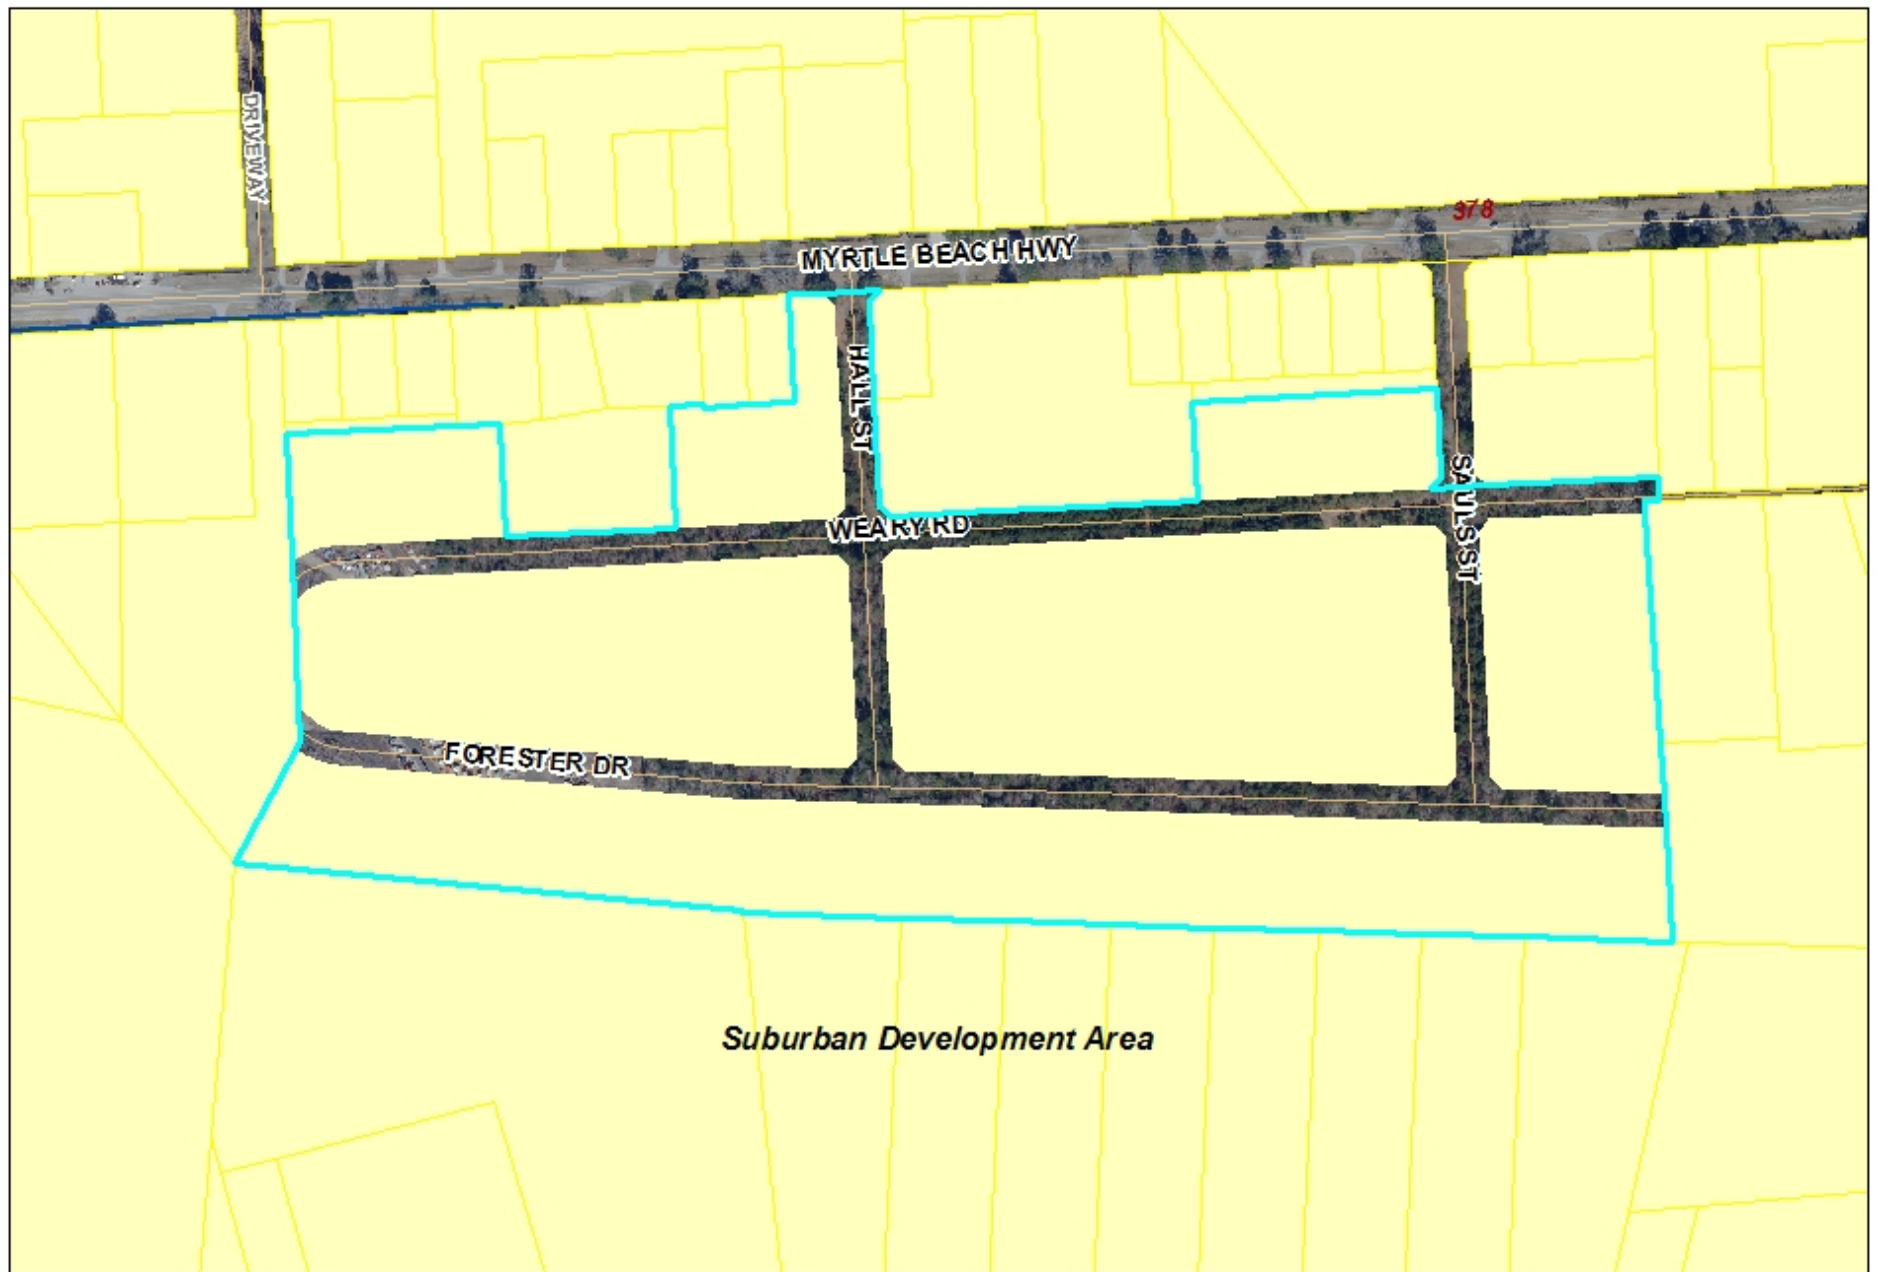 DRIVEWAY
378
MYRTLE BEACH HWY
HALL ST
SAULS ST
WEARY RD
FORESTER DR
Suburban Development Area